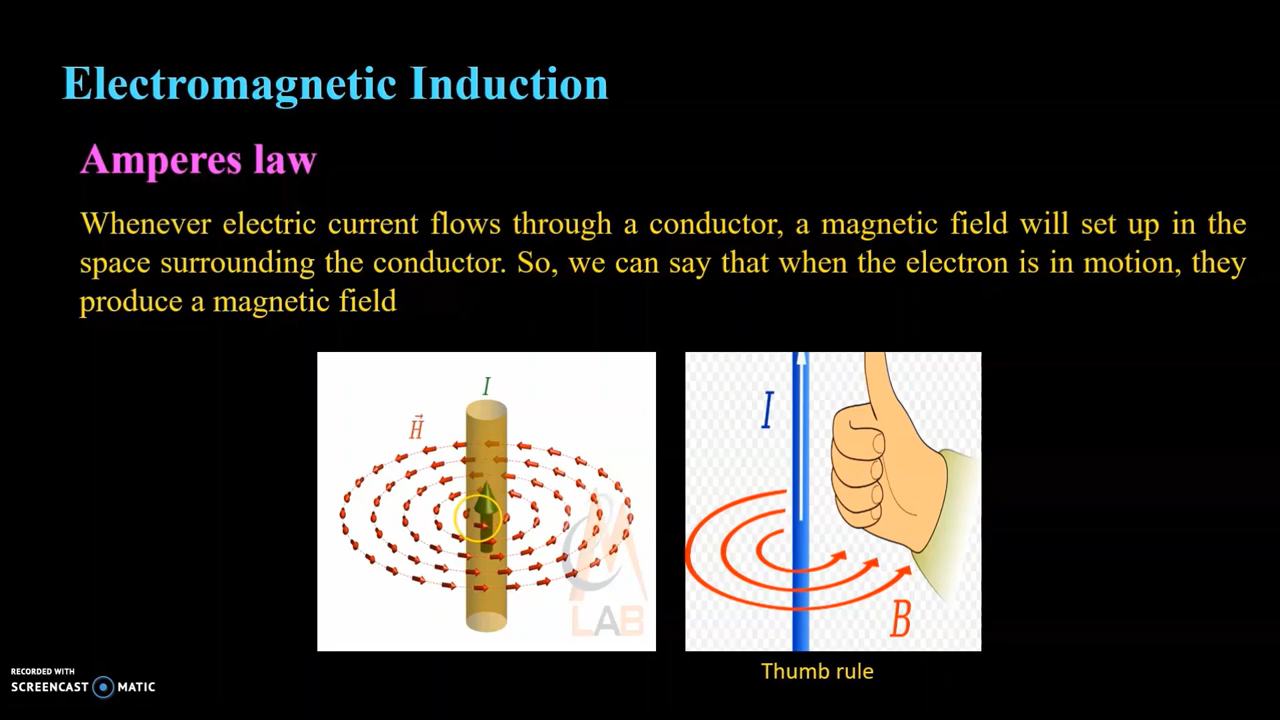 Electromagnetic Induction
Amperes law
Whenever electric current flows through a conductor, a magnetic field will set up in the
space surrounding the conductor. So, we can say that when the electron is in motion, they
produce a magnetic field
I
H
I
B
LAB
Thumb rule
RECORDED WITH
SCREENCAST MATIC